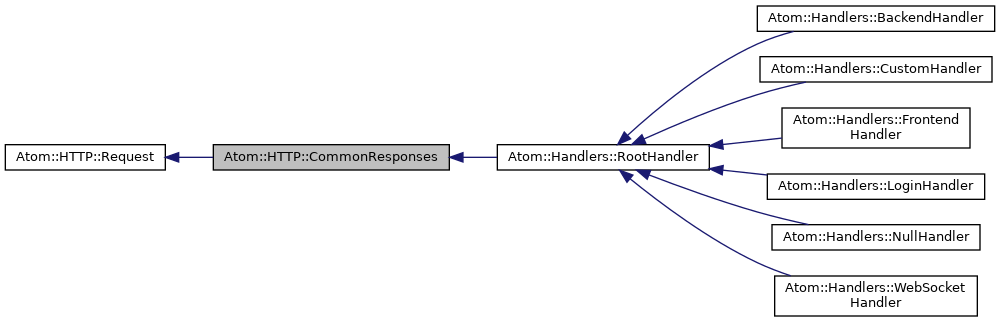 Atom::Handlers::BackendHandler
Atom::Handlers::CustomHandler
Atom::Handlers::Frontend
Handler
Atom::HTTP::Request
Atom::HTTP::CommonResponses
Atom::Handlers::RootHandler
Atom::Handlers::LoginHandler
Atom::Handlers::NullHandler
Atom::Handlers::WebSocket
Handler